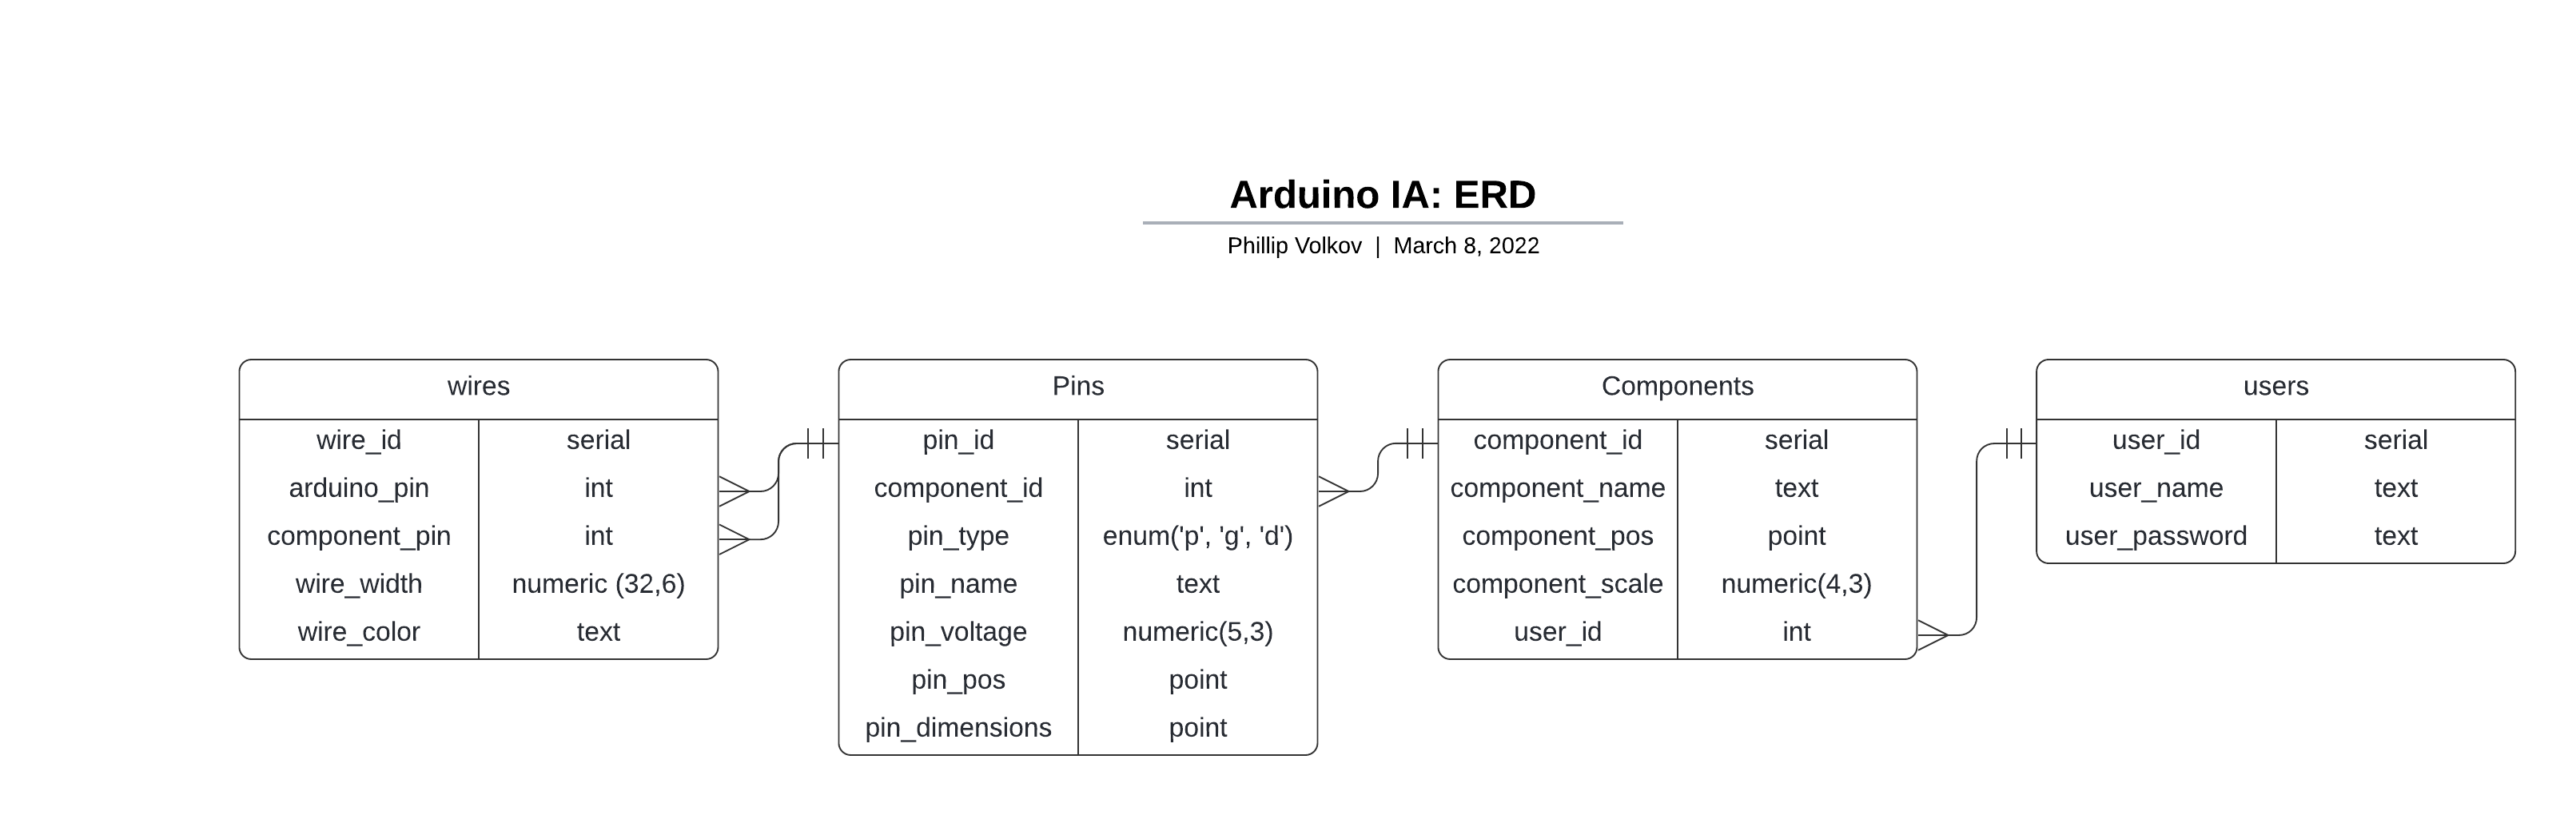 Arduino IA: ERD
Phillip Volkov | March 8, 2022
wires
wire_id serial
arduino_pin int
component_pin int
wire_width numeric (32,6)
wire_color text
Pins
pin_id serial
component_id int
pin_type enum('p', 'g', 'd')
pin_name text
pin_voltage numeric(5,3)
pin_pos point
pin_dimensions point
Components
component_id serial
component_name text
component_pos point
component_scale numeric(4,3)
user_id int
users
user_id serial
user_name text
user_password text